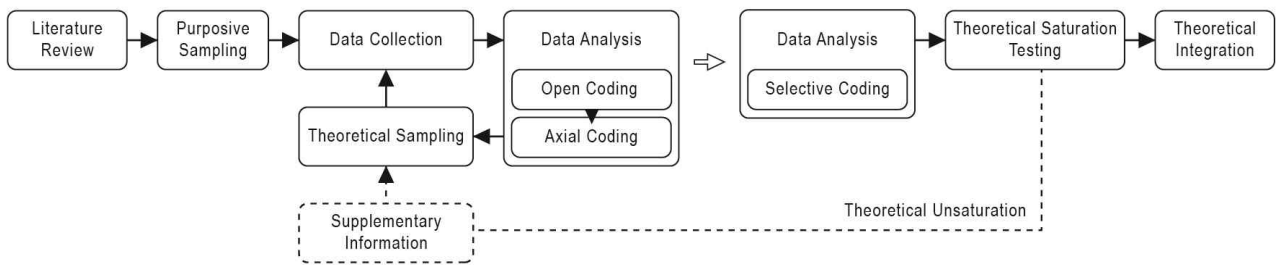 Literature
Review
Purposive
Sampling
Data Collection
Data Analysis
Open Coding
Axial Coding
Theoretical Sampling
Supplementary
Information
Data Analysis
Selective Coding
Theoretical Saturation
Testing
Theoretical
Integration
Theoretical Unsaturation